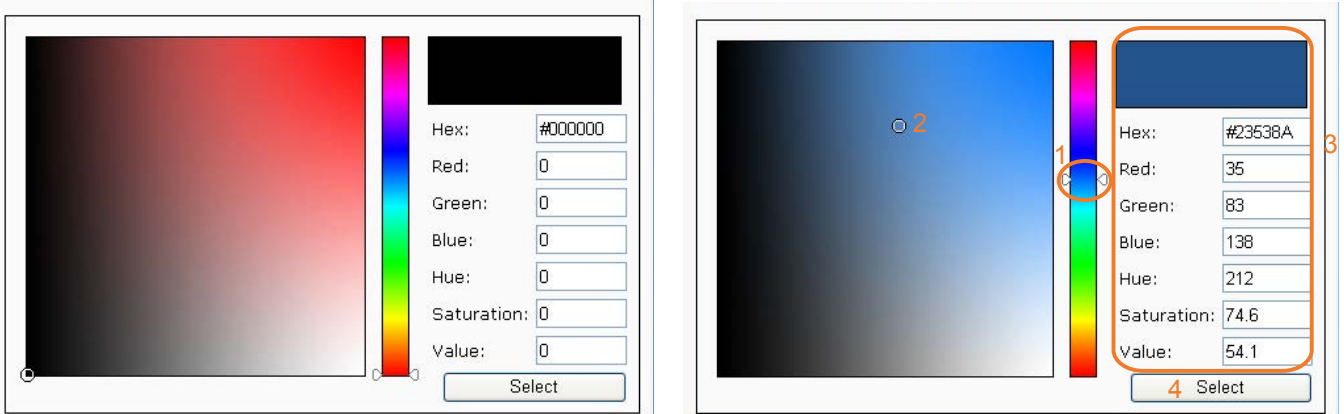 Hex: #000000
Red: 0
Green: 0
Blue: 0
Hue: 0
Saturation: 0
Value: 0
Select
1
2
3
Hex: #23538A
Red: 35
Green: 83
Blue: 138
Hue: 212
Saturation: 74.6
Value: 54.1
4 Select